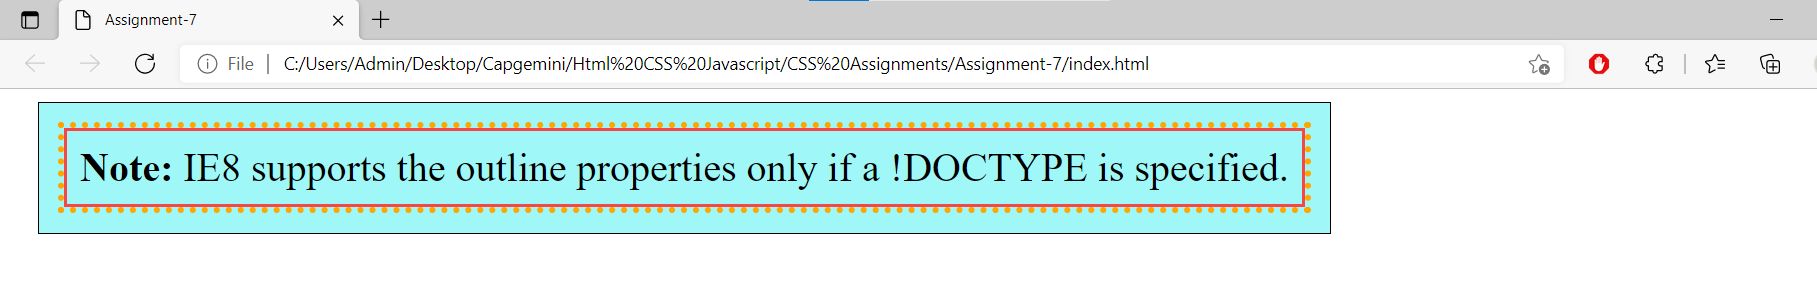 Assignment-7
File
C:/Users/Admin/Desktop/Capgemini/Html%20CSS%20Javascript/CSS%20Assignments/Assignment-7/index.html
Note: IE8 supports the outline properties only if a !DOCTYPE is specified.